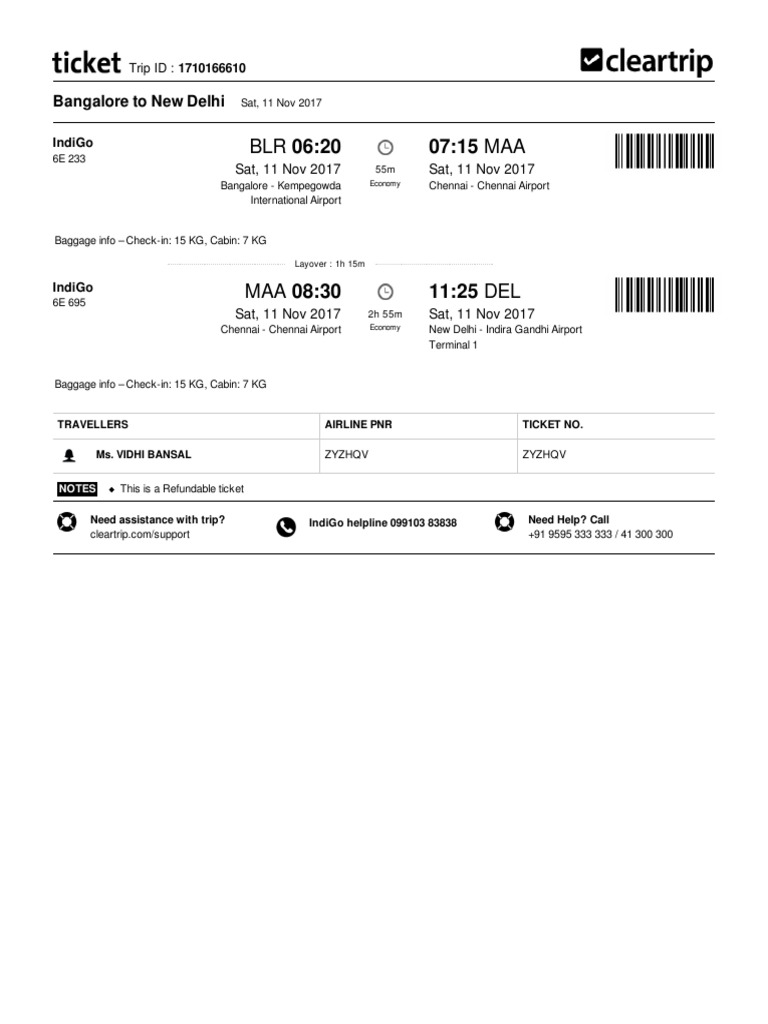 ticket Trip ID : 1710166610 cleartrip
Bangalore to New Delhi Sat, 11 Nov 2017
IndiGo
6E 233
BLR 06:20
Sat, 11 Nov 2017
Bangalore - Kempegowda
International Airport
55m
Economy
07:15 MAA
Sat, 11 Nov 2017
Chennai - Chennai Airport
Baggage info – Check-in: 15 KG, Cabin: 7 KG
Layover : 1h 15m
IndiGo
6E 695
MAA 08:30
Sat, 11 Nov 2017
Chennai - Chennai Airport
2h 55m
Economy
11:25 DEL
Sat, 11 Nov 2017
New Delhi - Indira Gandhi Airport
Terminal 1
Baggage info – Check-in: 15 KG, Cabin: 7 KG
TRAVELLERS AIRLINE PNR TICKET NO.
Ms. VIDHI BANSAL ZYZHQV ZYZHQV
NOTES ◆ This is a Refundable ticket
Need assistance with trip?
cleartrip.com/support
IndiGo helpline 099103 83838
Need Help? Call
+91 9595 333 333 / 41 300 300